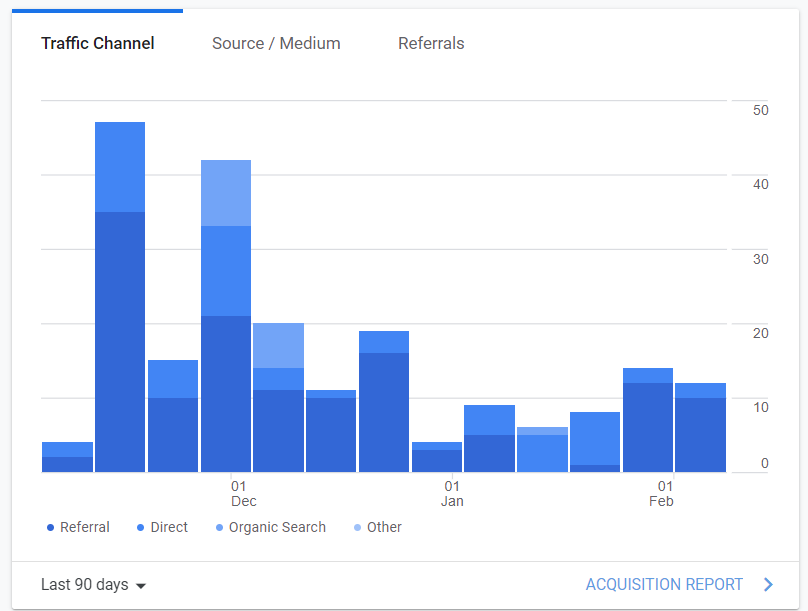 Traffic Channel Source / Medium Referrals
50
40
30
20
10
0
01 01 01
Dec Jan Feb
Referral Direct Organic Search Other
Last 90 days ACQUISITION REPORT